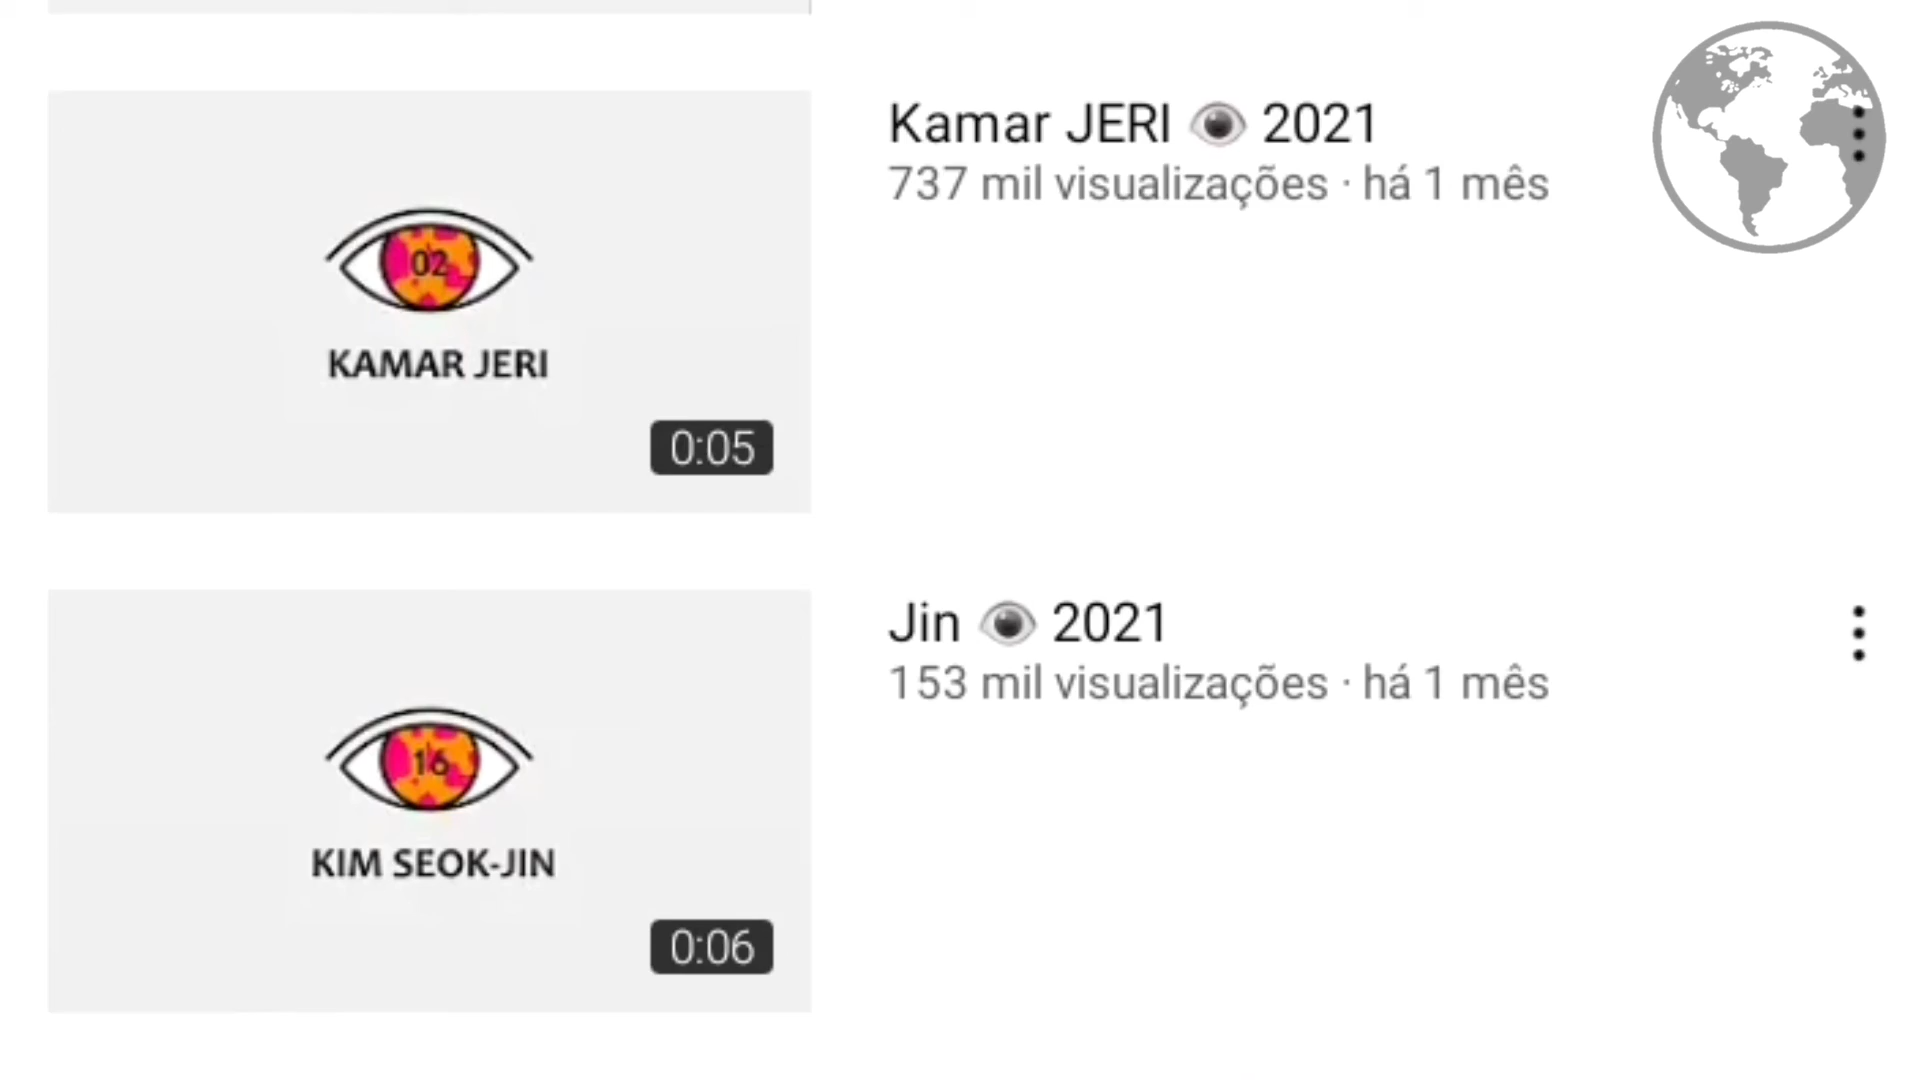 Kamar JERI 👁 2021
737 mil visualizações · há 1 mês
02
KAMAR JERI
0:05
Jin 👁 2021
153 mil visualizações · há 1 mês
16
KIM SEOK-JIN
0:06